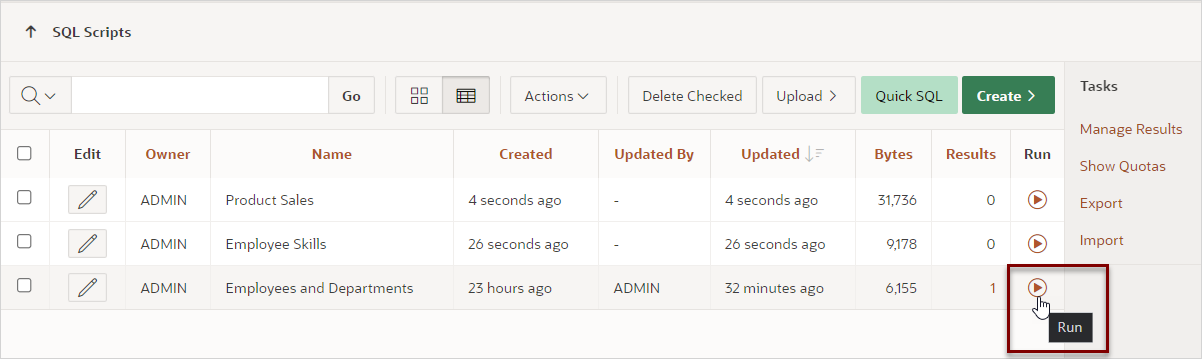 SQL Scripts
Go Actions Delete Checked Upload Quick SQL Create
Tasks
Manage Results
Show Quotas
Export
Import
Edit Owner Name Created Updated By Updated Bytes Results Run
ADMIN Product Sales 4 seconds ago - 4 seconds ago 31,736 0
ADMIN Employee Skills 26 seconds ago - 26 seconds ago 9,178 0
ADMIN Employees and Departments 23 hours ago ADMIN 32 minutes ago 6,155 1
Run